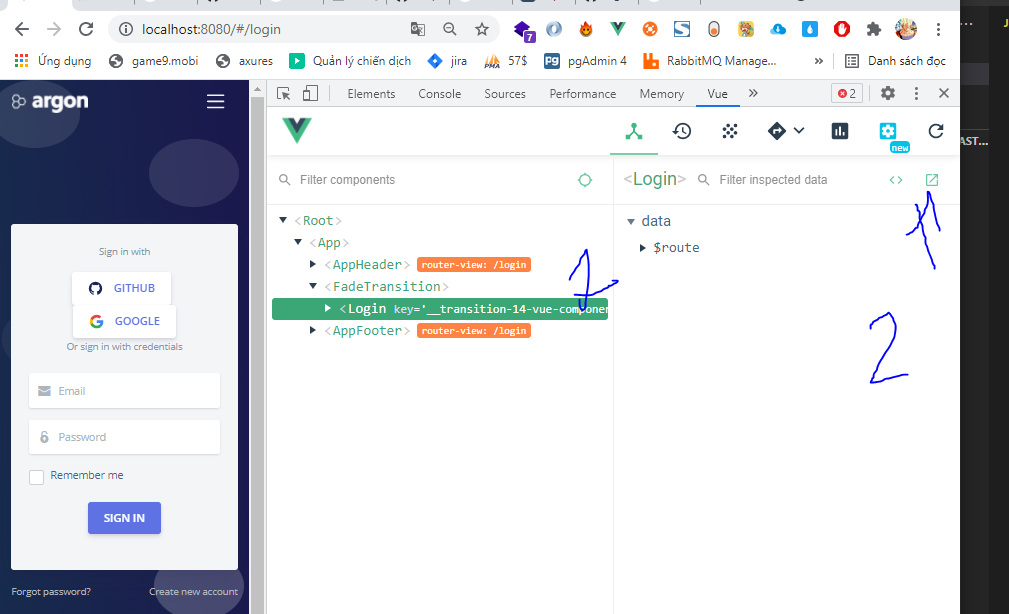 localhost:8080/#/login
7
Ứng dụng
game9.mobi
axures
Quản lý chiến dịch
jira
57$
pgAdmin 4
RabbitMQ Manage...
»
Danh sách đọc
argon
Elements
Console
Sources
Performance
Memory
Vue
»
2
new
AST...
Filter components
<Login>
Filter inspected data
<Root>
<App>
<AppHeader> router-view: /login
<FadeTransition>
<Login key='__transition-14-vue-componen
<AppFooter> router-view: /login
data
$route
1
2
Sign in with
GITHUB
GOOGLE
Or sign in with credentials
Email
Password
Remember me
SIGN IN
Forgot password?
Create new account